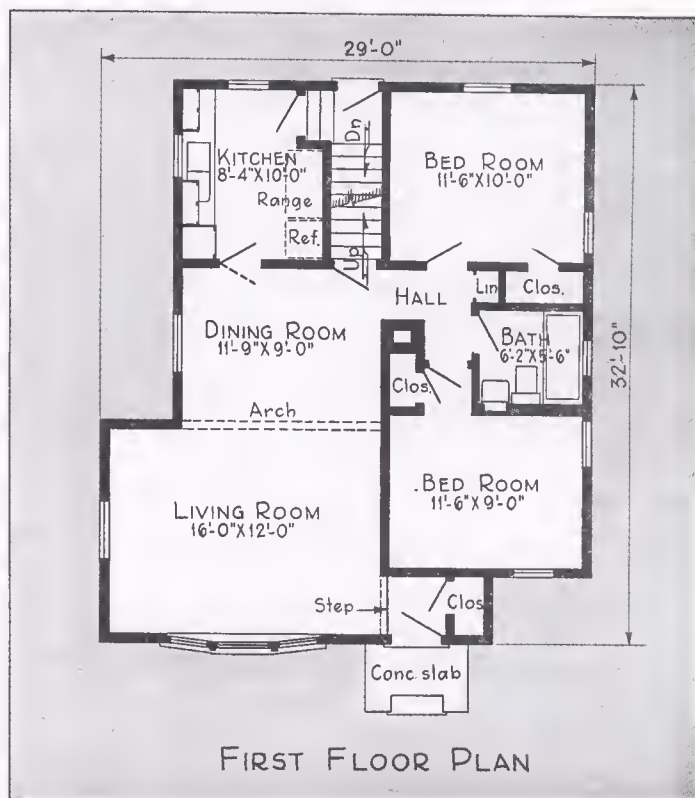 29'-0"
KITCHEN
8'-4"X10'-0"
Range
Ref.
Dn
Up
BED ROOM
11'-6"X10'-0"
HALL
Lin
Clos.
DINING ROOM
11'-9"X9'-0"
BATH
6'-2"X5'-6"
32'-10"
Clos.
Arch
LIVING ROOM
16'-0"X12'-0"
BED ROOM
11'-6"X9'-0"
Step
Clos.
Conc. slab
FIRST FLOOR PLAN